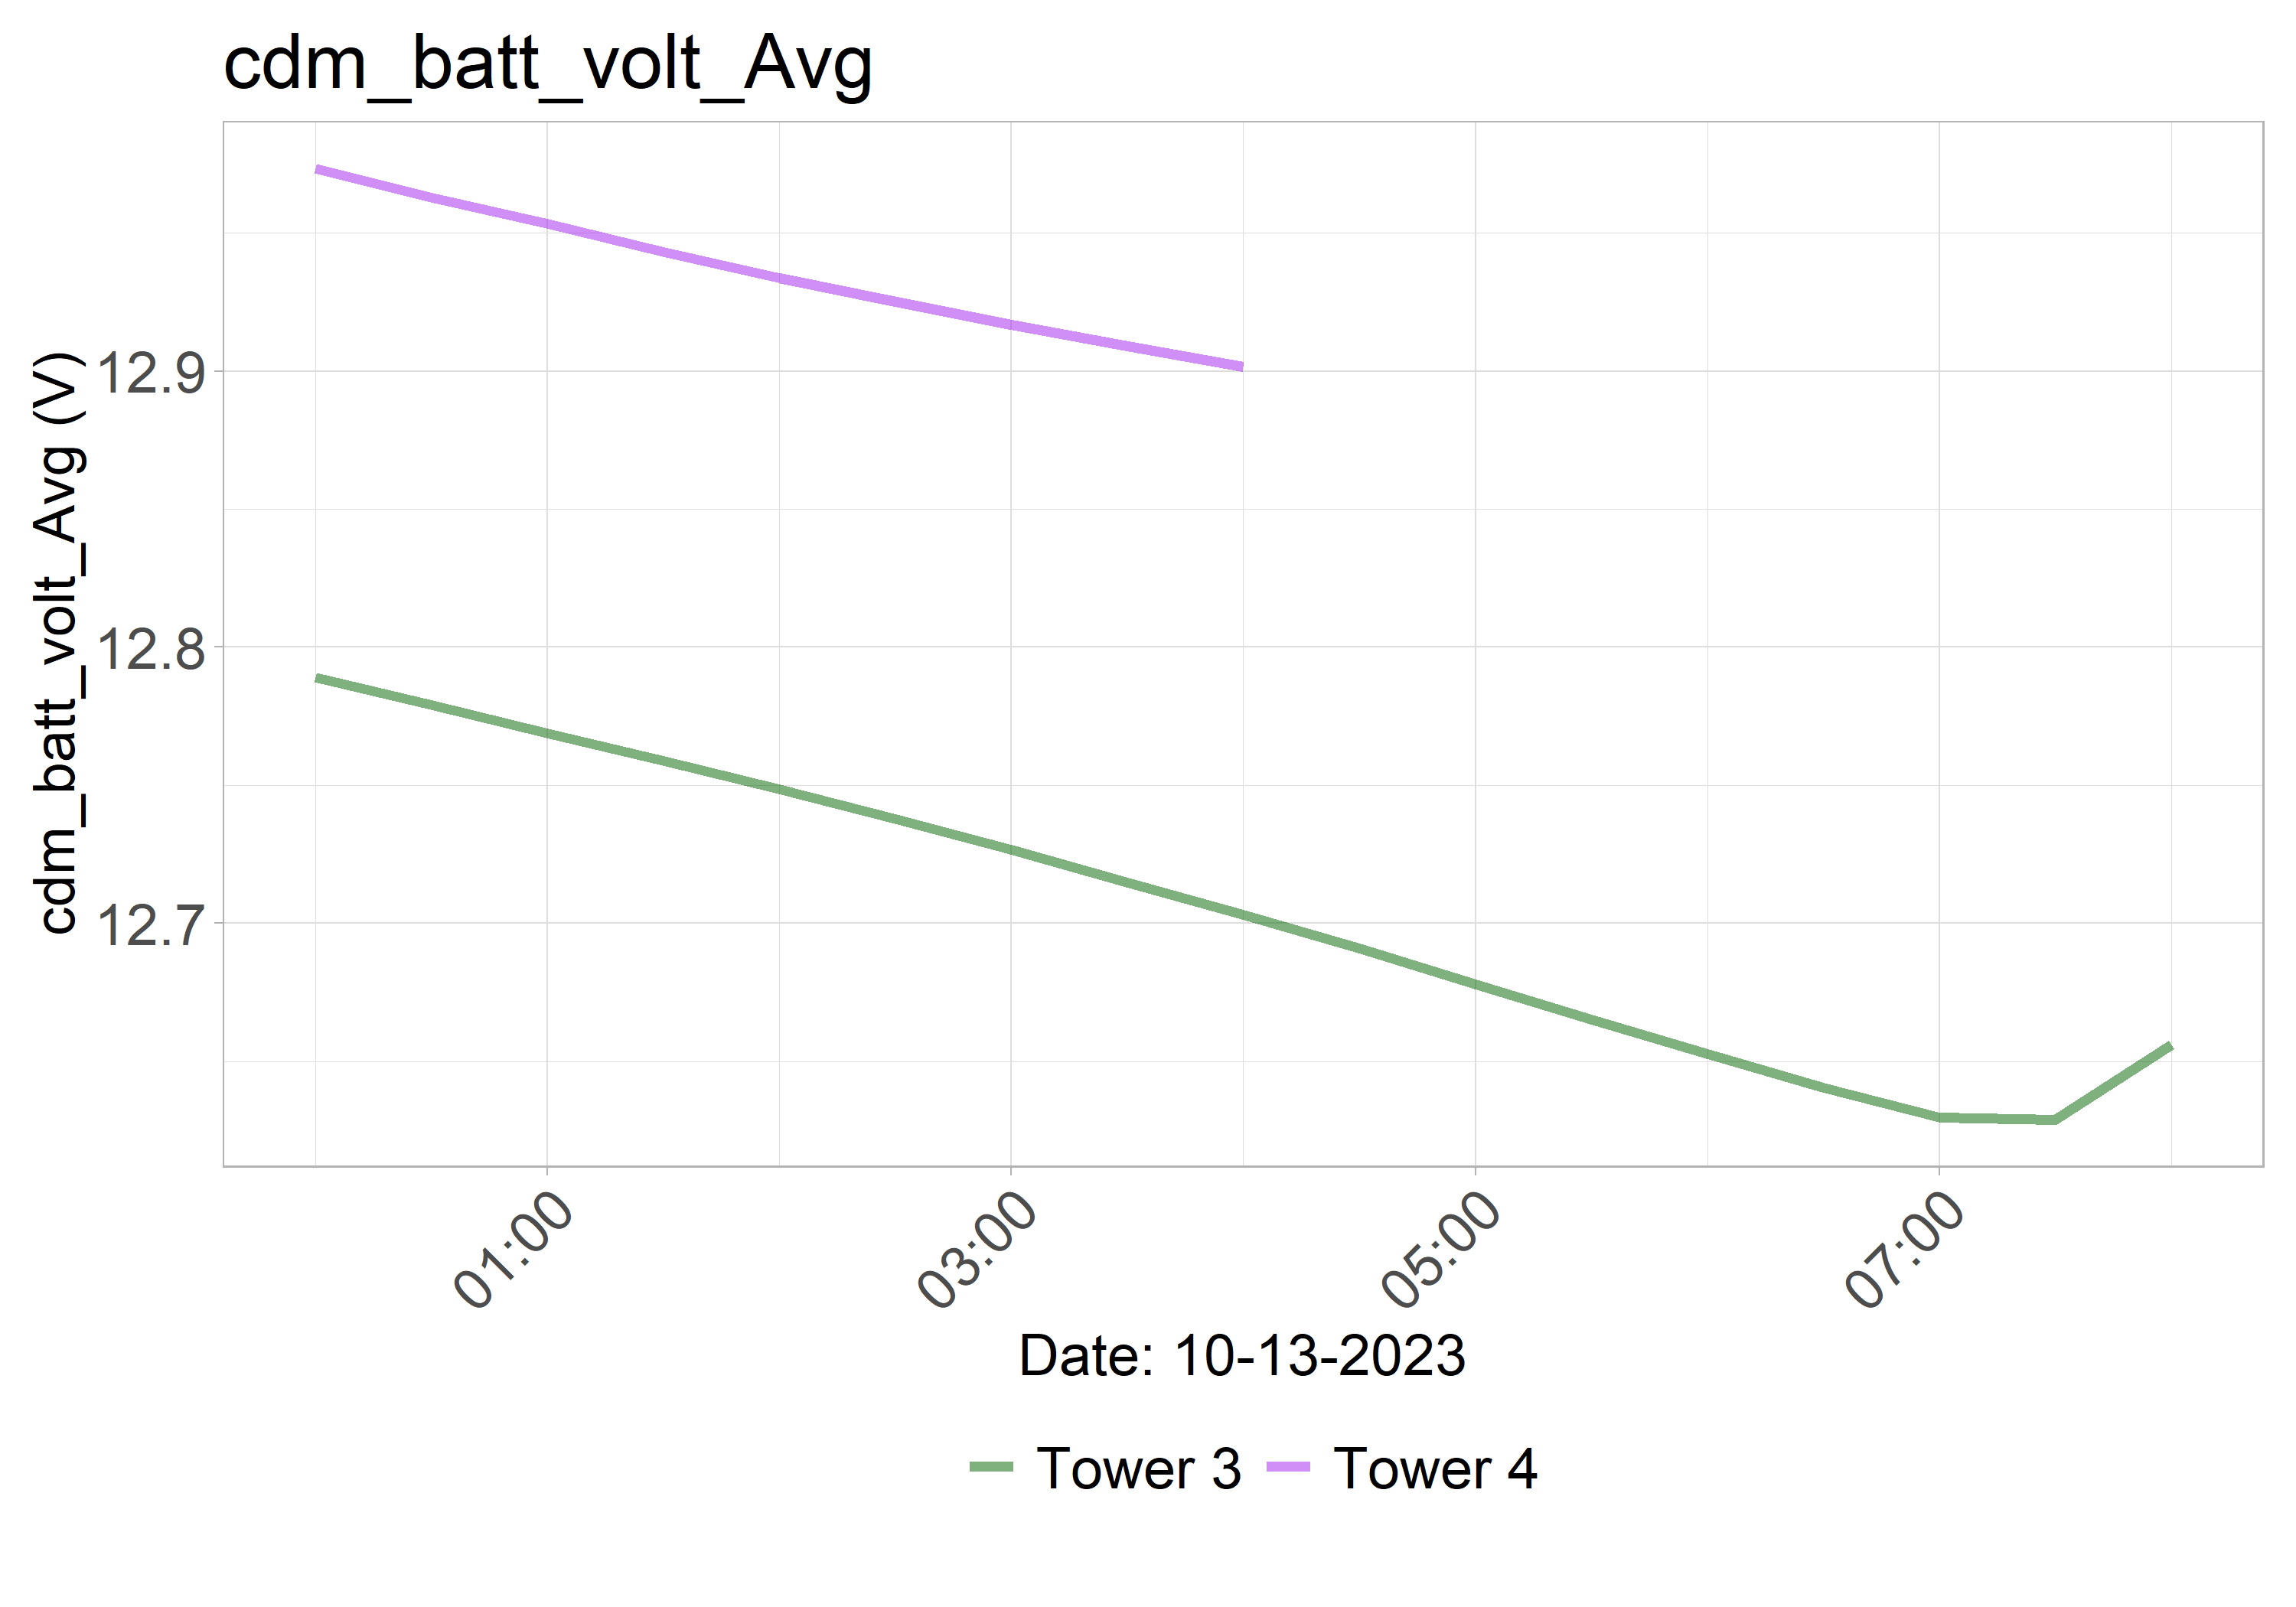 cdm_batt_volt_Avg
cdm_batt_volt_Avg (V)
12.9
12.8
12.7
01:00
03:00
05:00
07:00
Date: 10-13-2023
Tower 3
Tower 4